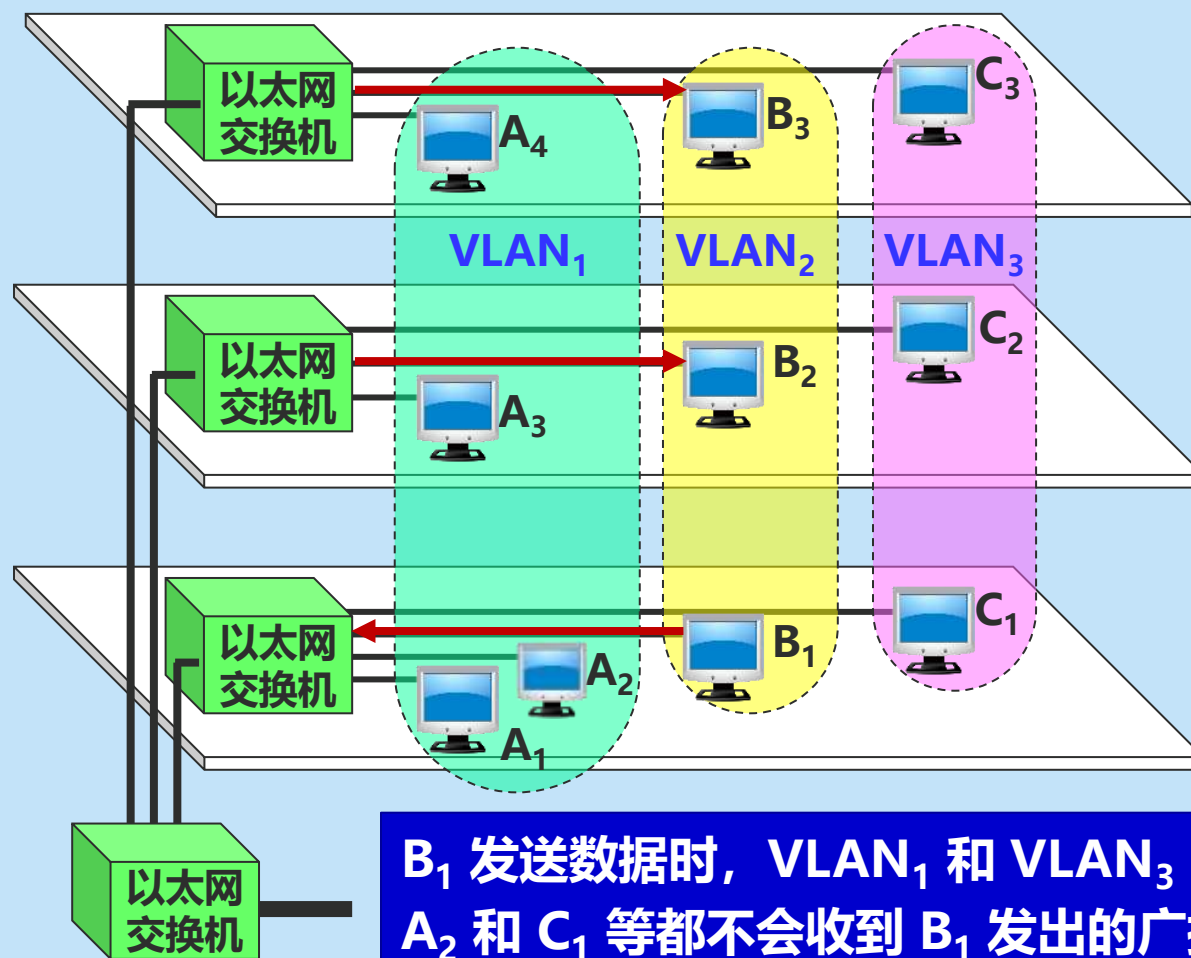 以太网
交换机
A₄
B₃
C₃
VLAN₁
VLAN₂
VLAN₃
以太网
交换机
A₃
B₂
C₂
以太网
交换机
A₂
A₁
B₁
C₁
以太网
交换机
B₁ 发送数据时，VLAN₁ 和 VLAN₃
A₂ 和 C₁ 等都不会收到 B₁ 发出的广